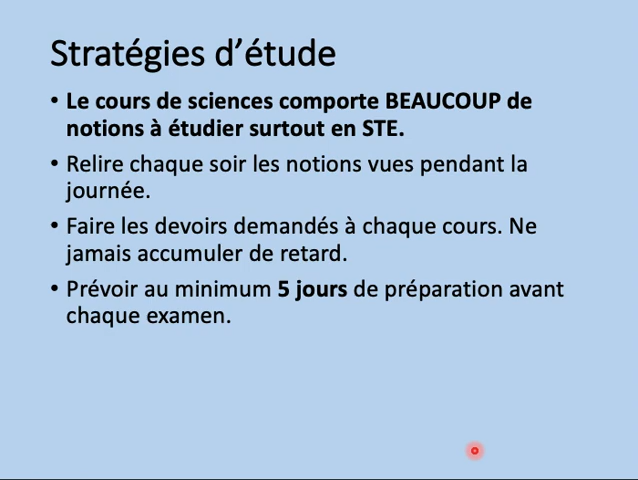 Stratégies d’étude
• Le cours de sciences comporte BEAUCOUP de
notions à étudier surtout en STE.
• Relire chaque soir les notions vues pendant la
journée.
• Faire les devoirs demandés à chaque cours. Ne
jamais accumuler de retard.
• Prévoir au minimum 5 jours de préparation avant
chaque examen.